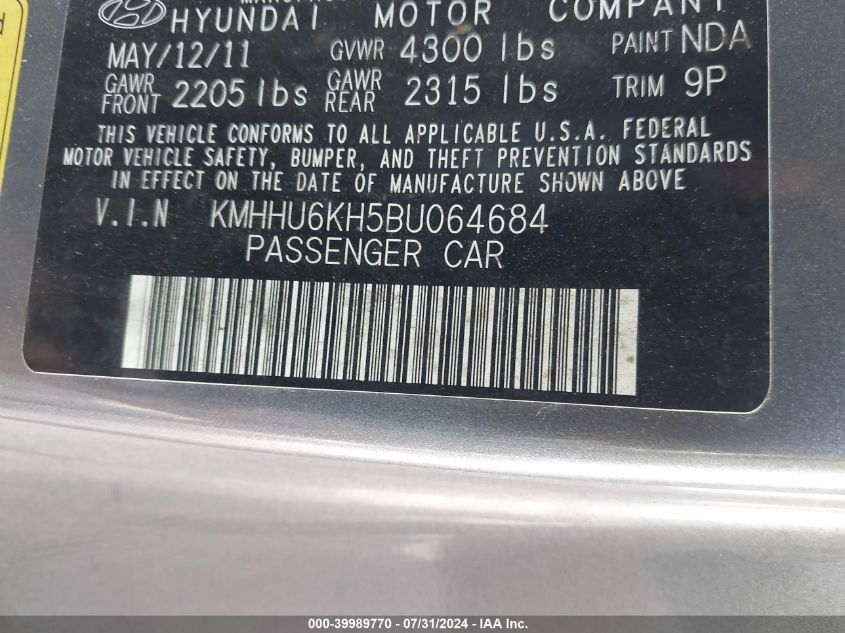 HYUNDAI MOTOR COMPANY
MAY/12/11 GVWR 4300 lbs PAINT NDA
GAWR FRONT 2205 lbs GAWR REAR 2315 lbs TRIM 9P
THIS VEHICLE CONFORMS TO ALL APPLICABLE U.S.A. FEDERAL
MOTOR VEHICLE SAFETY, BUMPER, AND THEFT PREVENTION STANDARDS
IN EFFECT ON THE DATE OF MANUFACTURE SHOWN ABOVE
V.I.N KMHHU6KH5BU064684
PASSENGER CAR
000-39989770 - 07/31/2024 - IAA Inc.